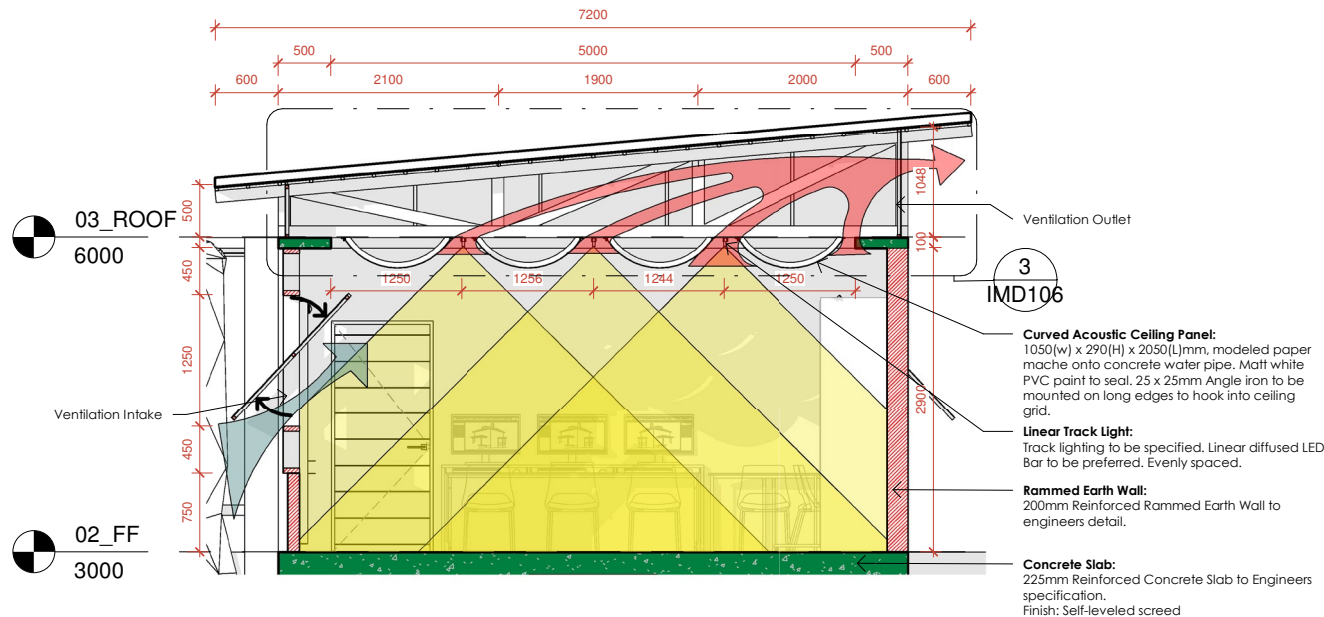 7200
500
5000
500
600
2100
1900
2000
600
03_ROOF
6000
500
450
1250
450
750
1048
100
2900
1250
1256
1244
1250
Ventilation Intake
02_FF
3000
Ventilation Outlet
3
IMD106
Curved Acoustic Ceiling Panel:
1050(w) x 290(H) x 2050(L)mm, modeled paper
mache onto concrete water pipe. Matt white
PVC paint to seal. 25 x 25mm Angle iron to be
mounted on long edges to hook into ceiling
grid.
Linear Track Light:
Track lighting to be specified. Linear diffused LED
Bar to be preferred. Evenly spaced.
Rammed Earth Wall:
200mm Reinforced Rammed Earth Wall to
engineers detail.
Concrete Slab:
225mm Reinforced Concrete Slab to Engineers
specification.
Finish: Self-leveled screed